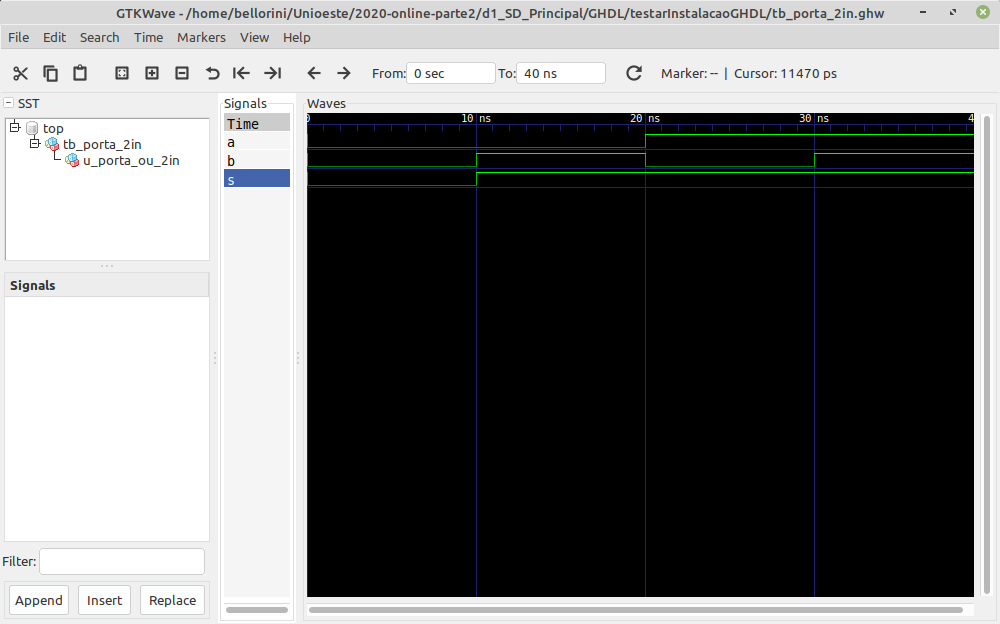 GTKWave - /home/bellorini/Unioeste/2020-online-parte2/d1_SD_Principal/GHDL/testarInstalacaoGHDL/tb_porta_2in.ghw
File Edit Search Time Markers View Help
From: 0 sec To: 40 ns Marker: -- | Cursor: 11470 ps
SST
top
tb_porta_2in
u_porta_ou_2in
Signals
Filter:
Append Insert Replace
Signals
Time
a
b
s
Waves
0 10 ns 20 ns 30 ns 4